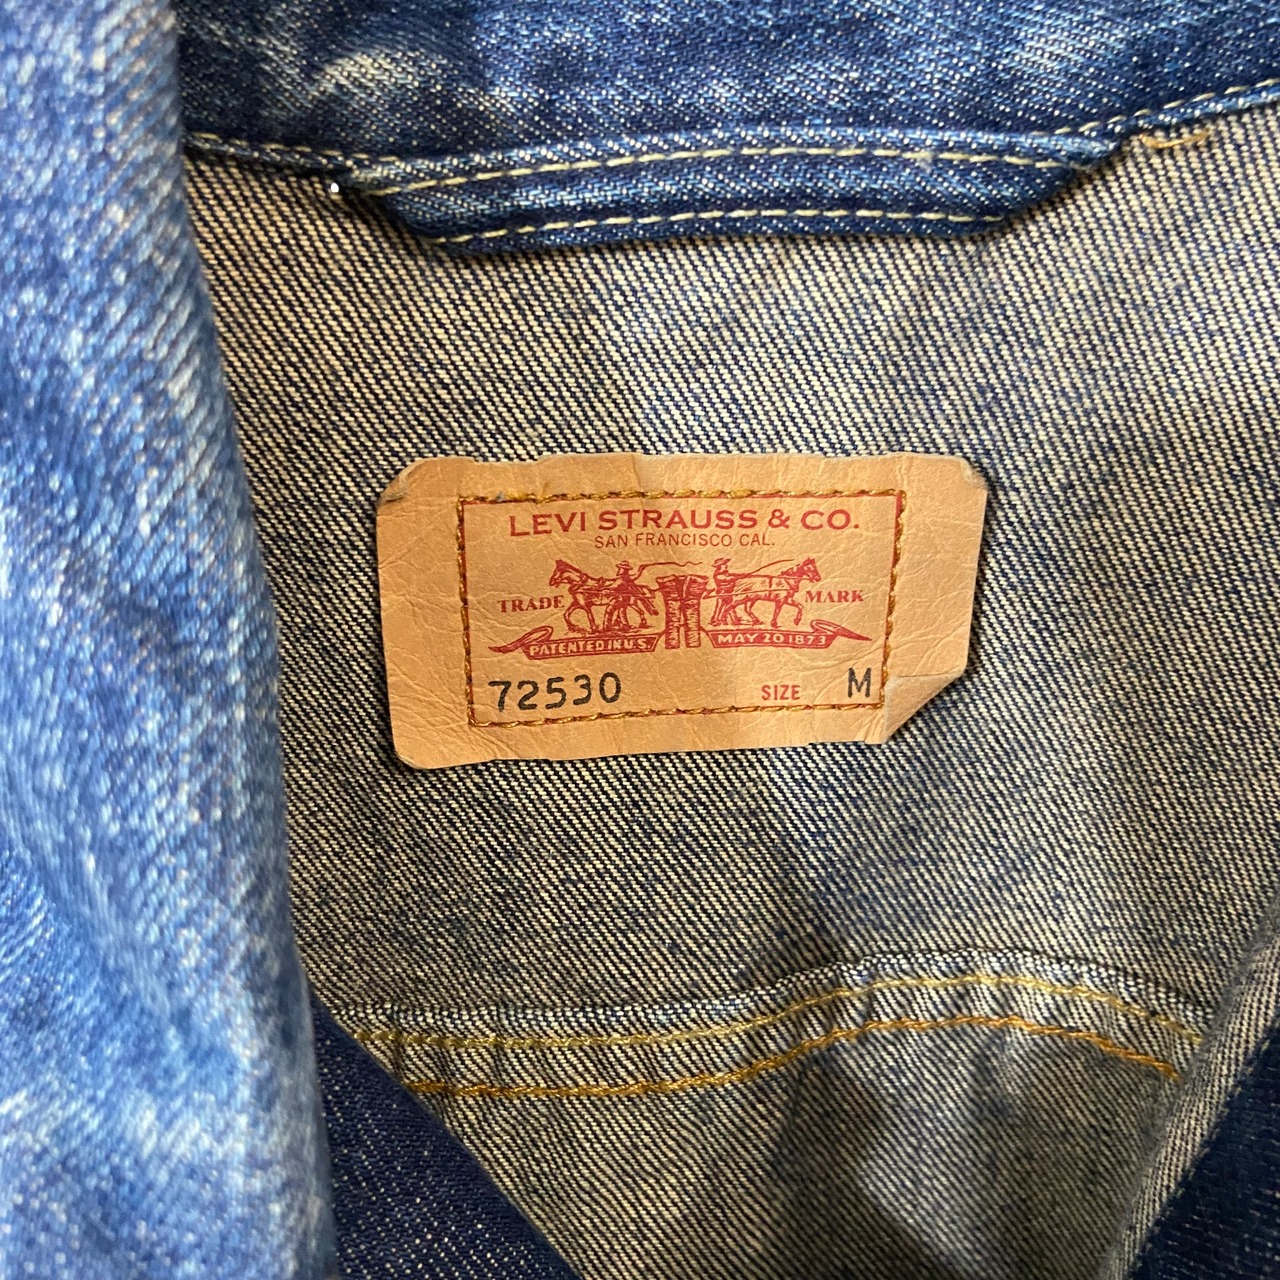 LEVI STRAUSS & CO.
SAN FRANCISCO CAL.
TRADE MARK
PATENTED IN U.S. MAY 20 1873
72530 SIZE M